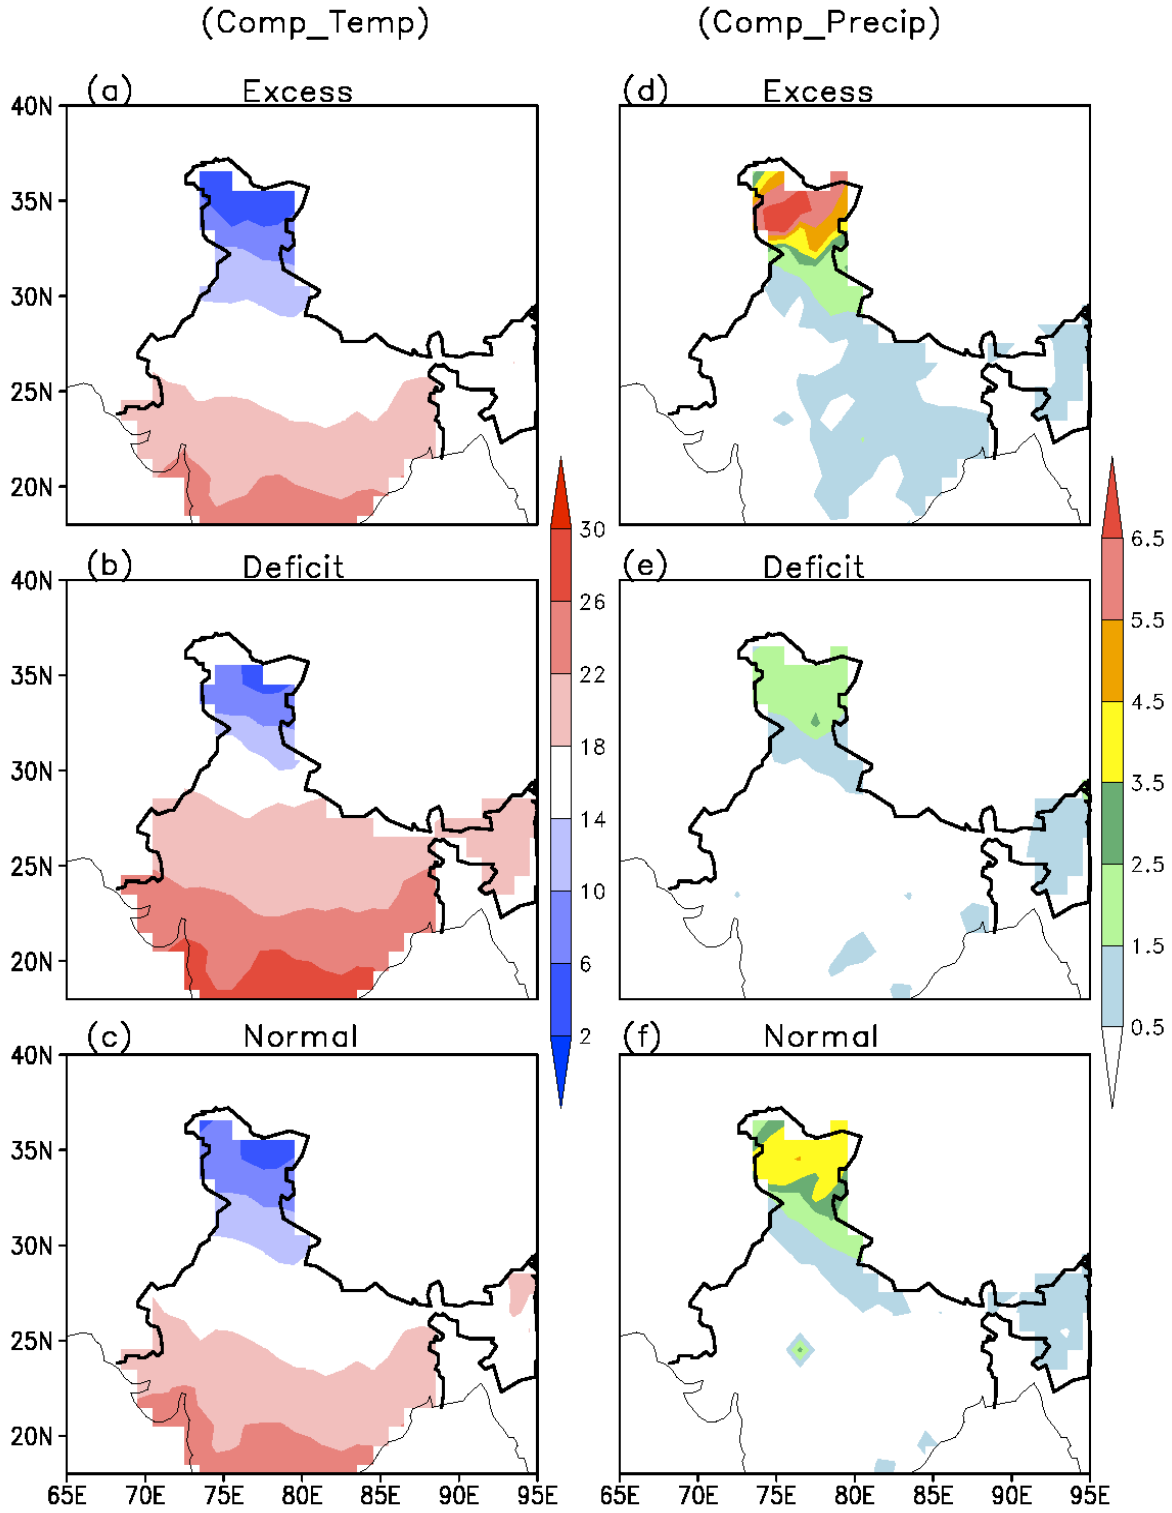 (Comp_Temp)
(Comp_Precip)
(a) Excess
40N
35N
30N
25N
20N
(d) Excess
(b) Deficit
40N
35N
30N
25N
20N
(e) Deficit
30
26
22
18
14
10
6
2
6.5
5.5
4.5
3.5
2.5
1.5
0.5
(c) Normal
40N
35N
30N
25N
20N
65E 70E 75E 80E 85E 90E 95E
(f) Normal
65E 70E 75E 80E 85E 90E 95E